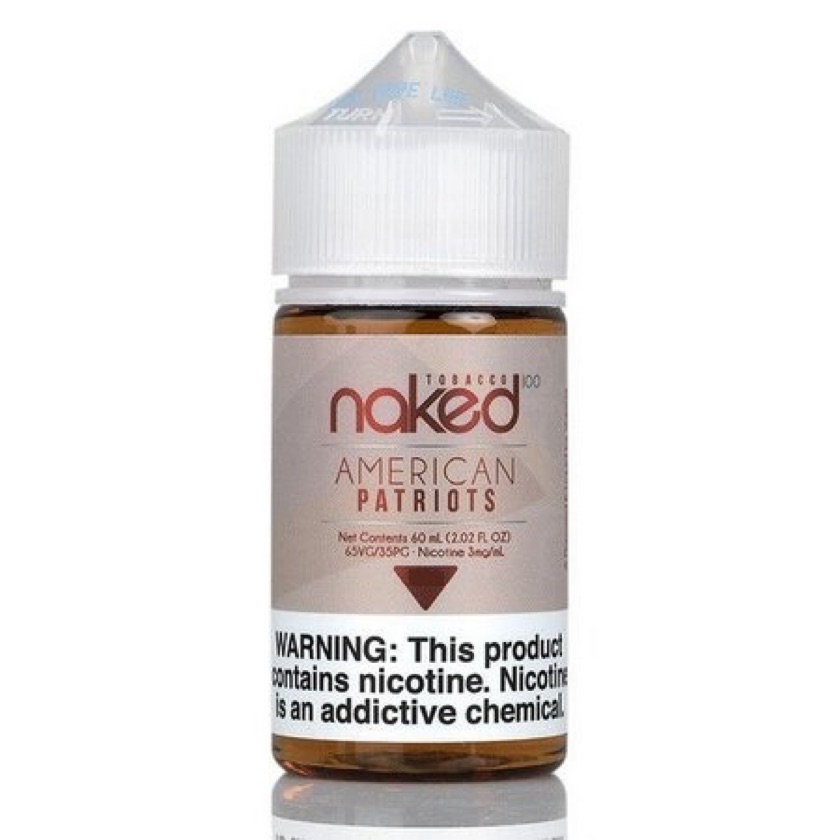 TURN
TOBACCO
naked 100
AMERICAN
PATRIOTS
Net Contents 60 mL (2.02 FL OZ)
65VG/35PG · Nicotine 3mg/mL
WARNING: This product
contains nicotine. Nicotine
is an addictive chemical.